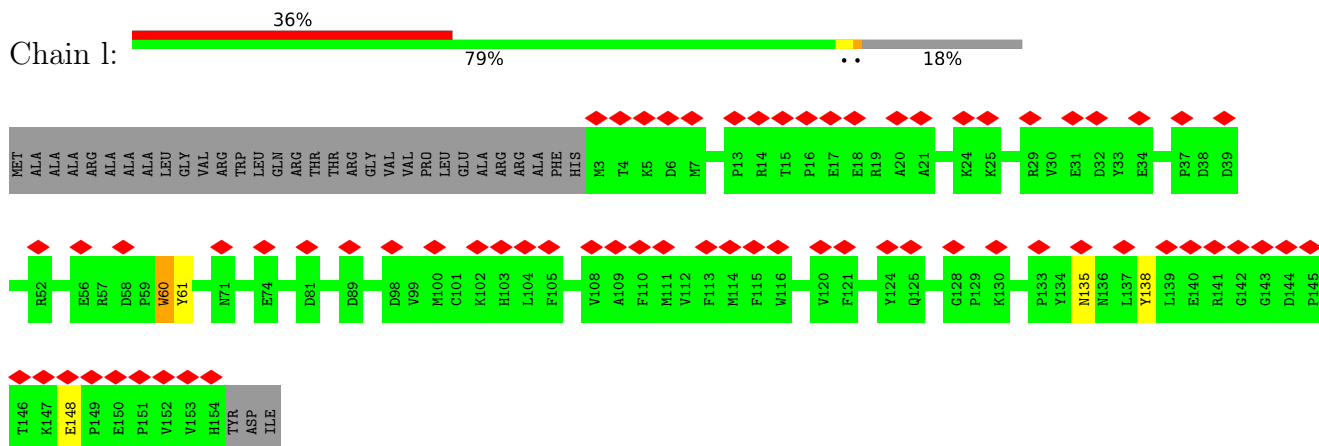 36%
Chain l:
79%
••
18%
MET ALA ALA ALA ARG ALA ALA ALA LEU GLY VAL ARG TRP LEU GLN ARG THR THR ARG GLY VAL VAL PRO LEU GLU ALA ARG ARG ALA PHE HIS M3 T4 K5 D6 M7 P13 R14 T15 P16 E17 E18 R19 A20 A21 K24 K25 R29 V30 E31 D32 Y33 E34 P37 D38 D39
R52 E56 R57 D58 P59 W60 Y61 N71 E74 D81 D89 D98 V99 M100 C101 K102 H103 L104 F105 V108 A109 F110 M111 V112 F113 M114 F115 W116 V120 F121 Y124 Q125 G128 P129 K130 P133 Y134 N135 N136 L137 Y138 L139 E140 R141 G142 G143 D144 P145
T146 K147 E148 P149 E150 P151 V152 V153 H154 TYR ASP ILE